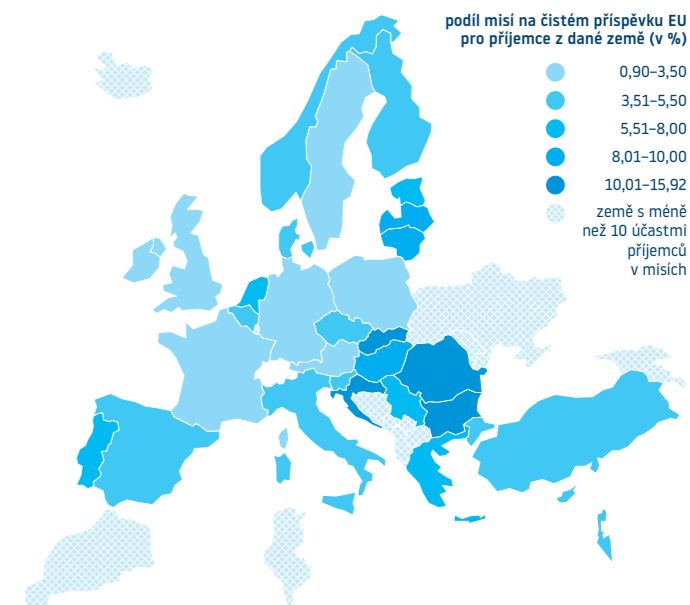 podíl misí na čistém příspěvku EU
pro příjemce z dané země (v %)
0,90–3,50
3,51–5,50
5,51–8,00
8,01–10,00
10,01–15,92
země s méně
než 10 účastmi
příjemců
v misích